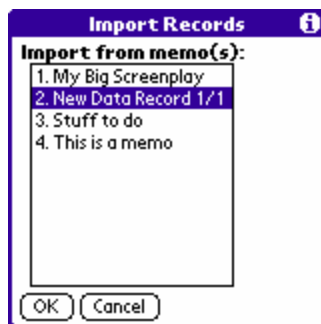 Import Records i
Import from memo(s):
1. My Big Screenplay
2. New Data Record 1/1
3. Stuff to do
4. This is a memo
OK Cancel